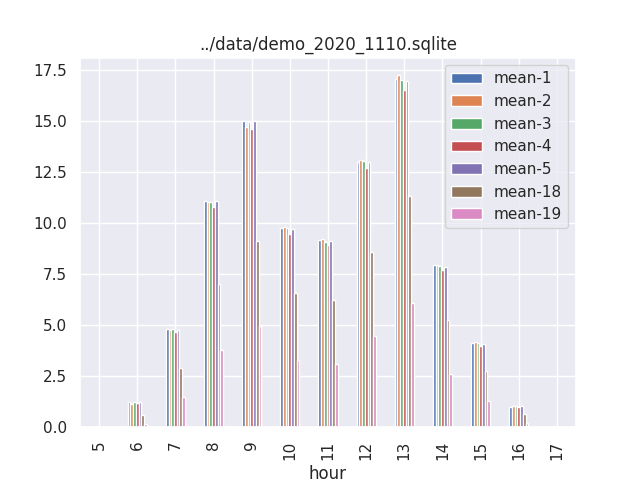 ../data/demo_2020_1110.sqlite
17.5
15.0
12.5
10.0
7.5
5.0
2.5
0.0
mean-1
mean-2
mean-3
mean-4
mean-5
mean-18
mean-19
5 6 7 8 9 10 11 12 13 14 15 16 17
hour